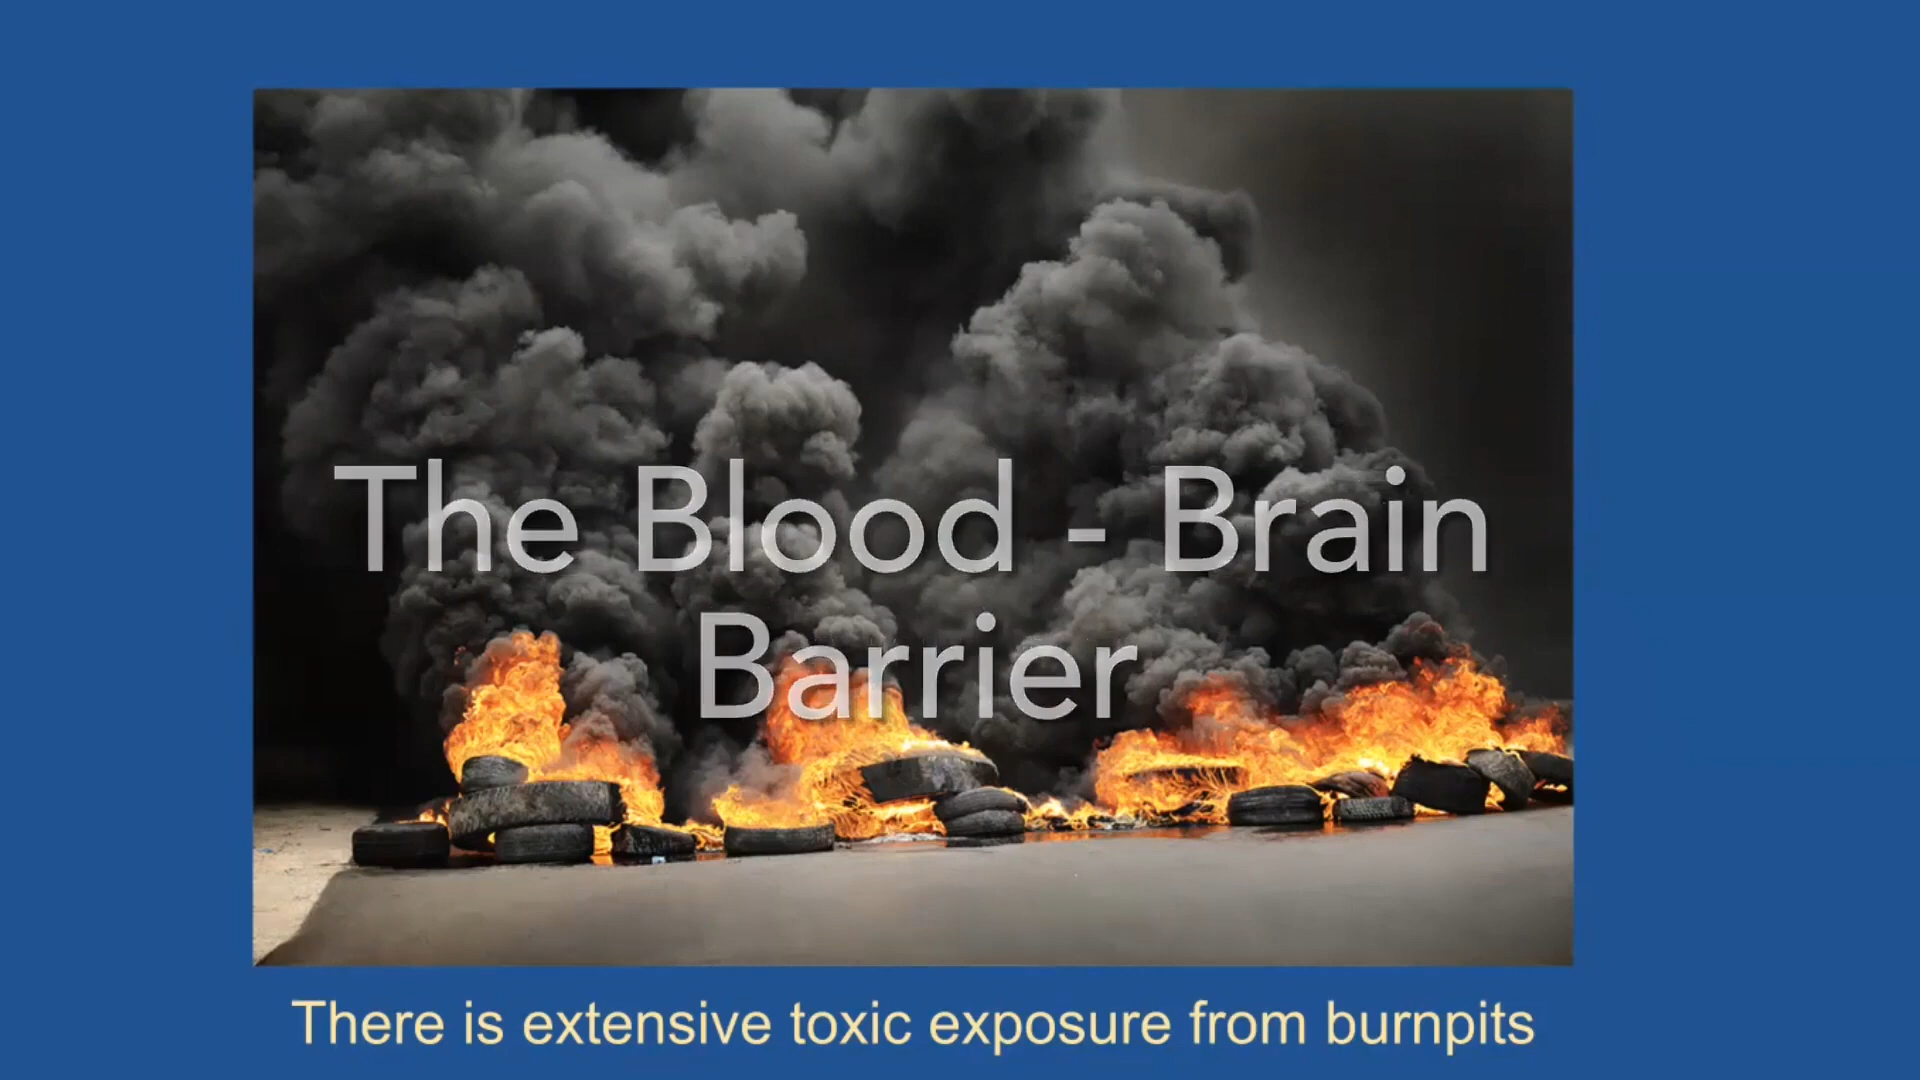 The Blood - Brain
Barrier
There is extensive toxic exposure from burnpits